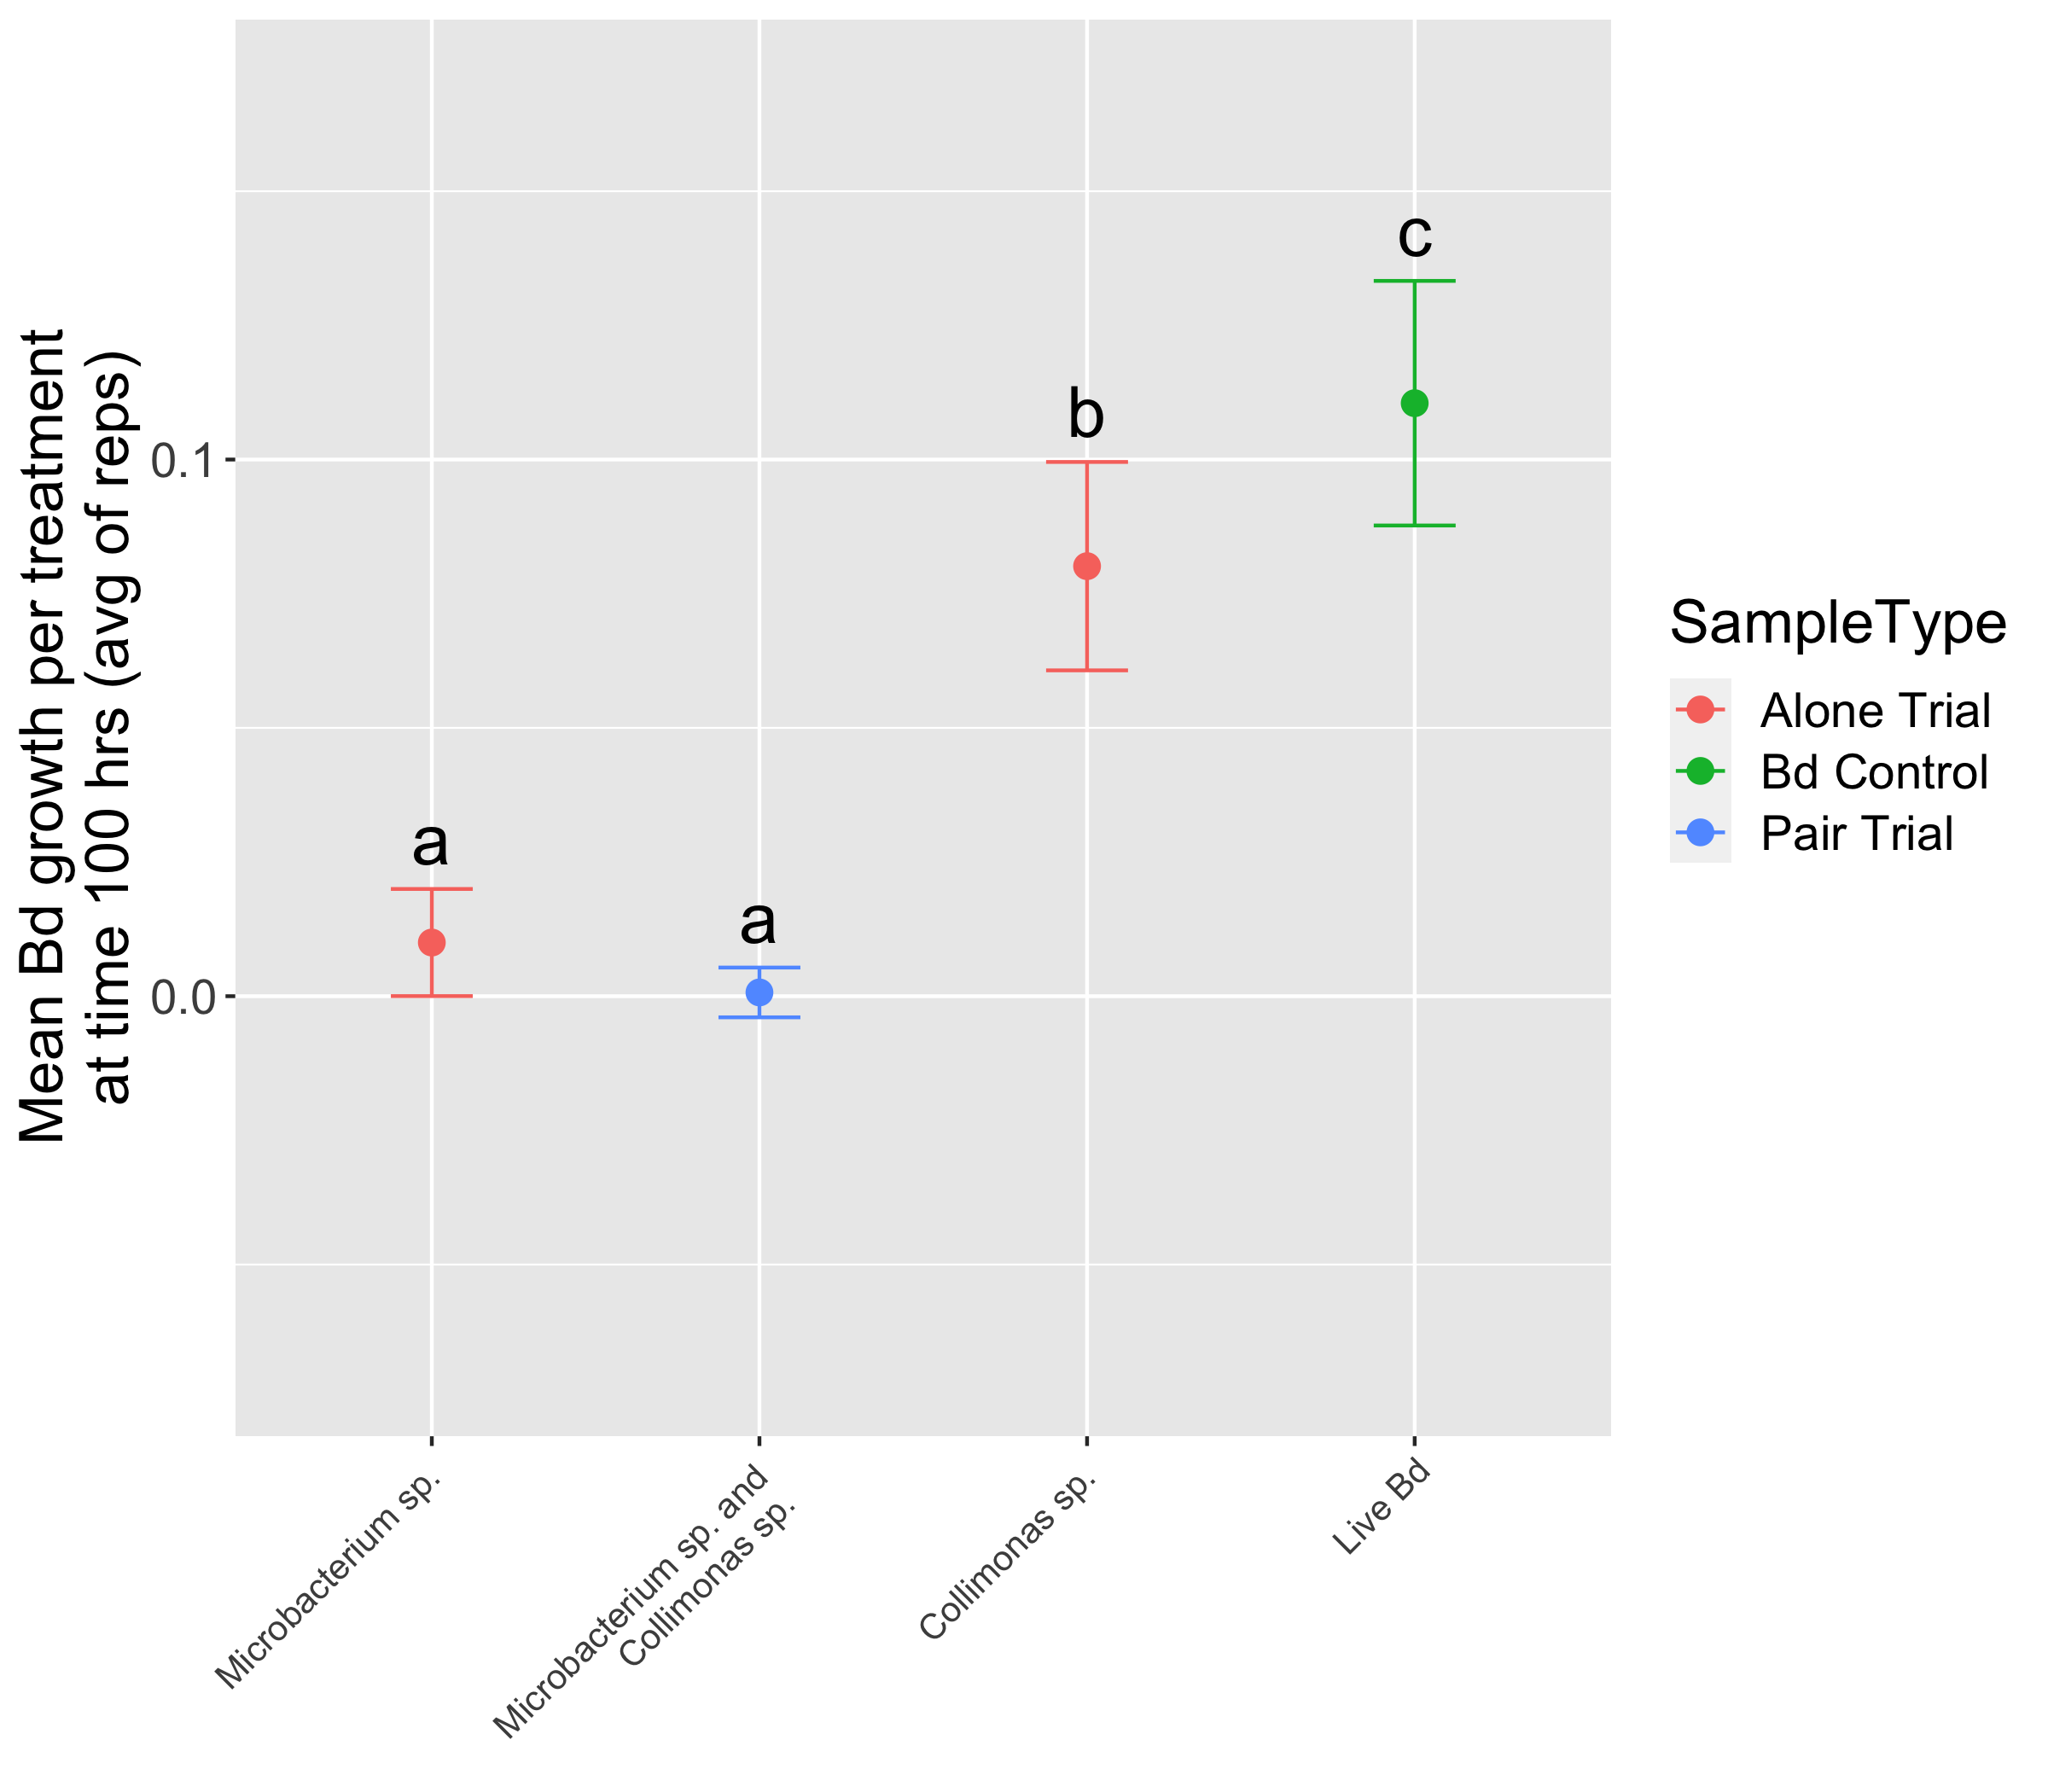 Mean Bd growth per treatment
at time 100 hrs (avg of reps)
0.1
0.0
a
a
b
c
Microbacterium sp.
Microbacterium sp. and
Collimonas sp.
Collimonas sp.
Live Bd
SampleType
Alone Trial
Bd Control
Pair Trial